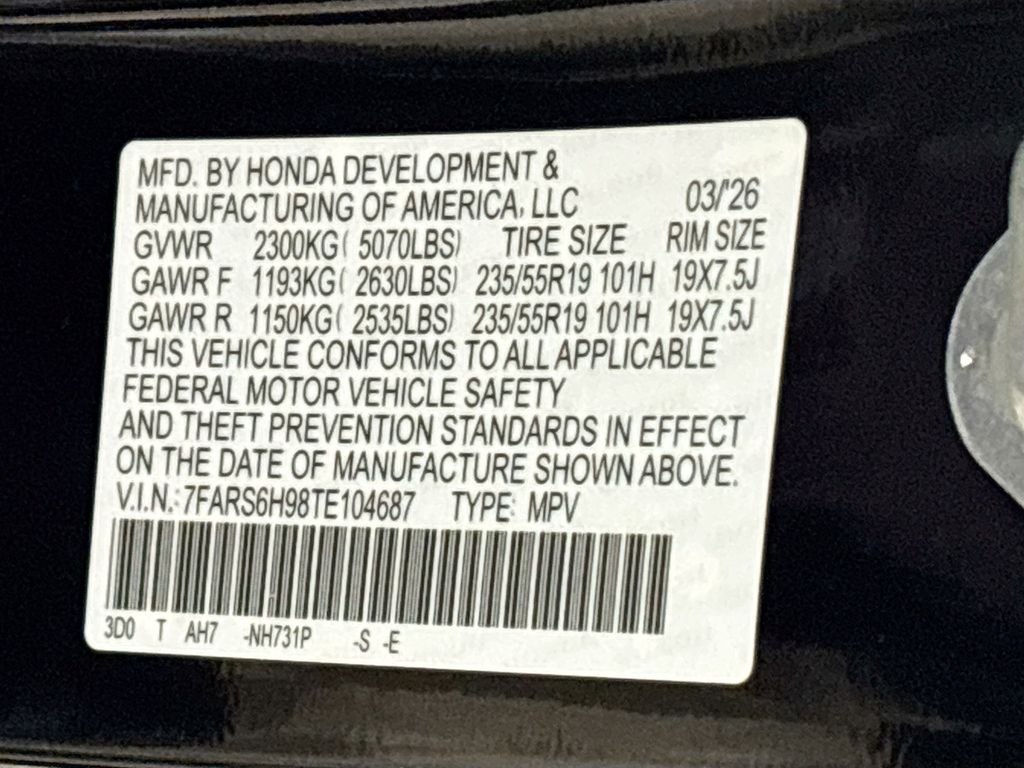 MFD. BY HONDA DEVELOPMENT &
MANUFACTURING OF AMERICA, LLC 03/'26
GVWR 2300KG( 5070LBS) TIRE SIZE RIM SIZE
GAWR F 1193KG( 2630LBS) 235/55R19 101H 19X7.5J
GAWR R 1150KG( 2535LBS) 235/55R19 101H 19X7.5J
THIS VEHICLE CONFORMS TO ALL APPLICABLE
FEDERAL MOTOR VEHICLE SAFETY
AND THEFT PREVENTION STANDARDS IN EFFECT
ON THE DATE OF MANUFACTURE SHOWN ABOVE.
V.I.N.: 7FARS6H98TE104687 TYPE: MPV
3D0 T AH7 -NH731P -S -E